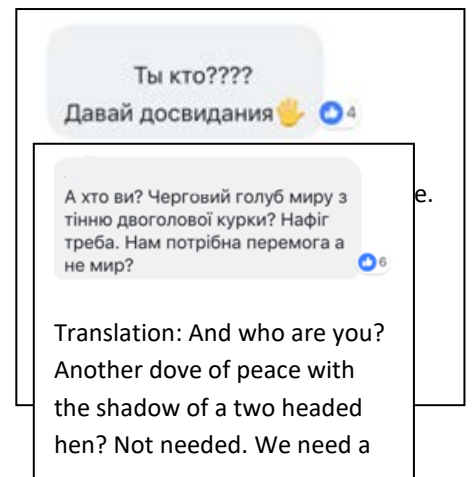 Ты кто????
Давай досвидания🖐 4
e.
А хто ви? Черговий голуб миру з
тінню двоголової курки? Нафіг
треба. Нам потрібна перемога а
не мир?
6
Translation: And who are you?
Another dove of peace with
the shadow of a two headed
hen? Not needed. We need a